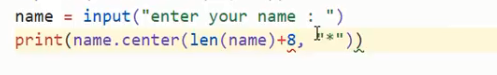 name = input("enter your name : ")
print(name.center(len(name)+8, "*"))